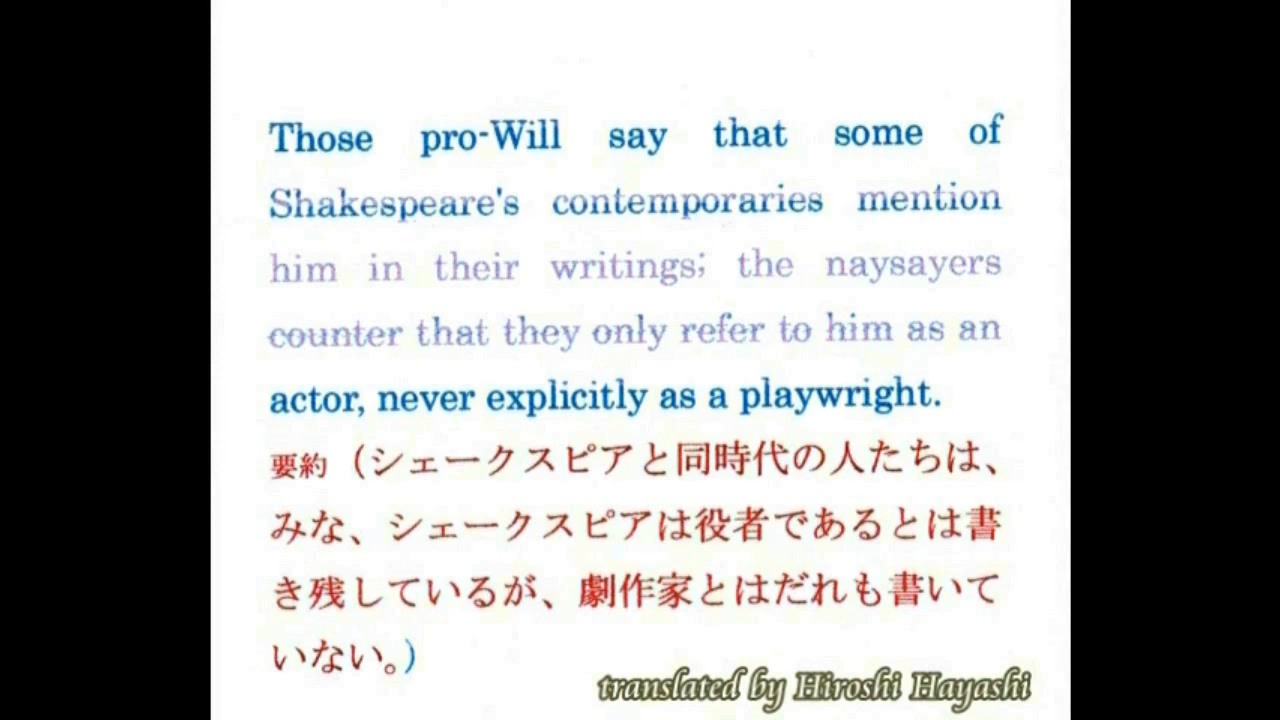 Those pro-Will say that some of
Shakespeare's contemporaries mention
him in their writings; the naysayers
counter that they only refer to him as an
actor, never explicitly as a playwright.
要約（シェークスピアと同時代の人たちは、
みな、シェークスピアは役者であるとは書
き残しているが、劇作家とはだれも書いて
いない。）
translated by Hiroshi Hayashi